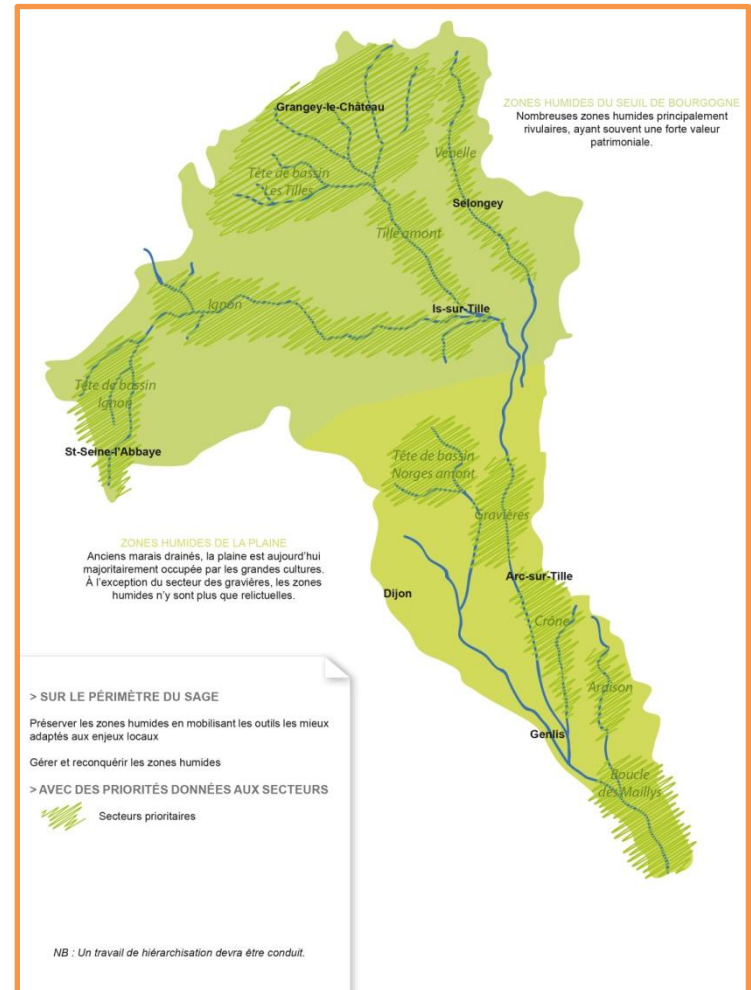 ZONES HUMIDES DU SEUIL DE BOURGOGNE
Nombreuses zones humides principalement
rivulaires, ayant souvent une forte valeur
patrimoniale.
Grangey-le-Château
Venelle
Tête de bassin
Les Tilles
Selongey
Tille amont
Ignon
Is-sur-Tille
Tête de bassin
Ignon
St-Seine-l'Abbaye
Tête de bassin
Norges amont
Gravières
ZONES HUMIDES DE LA PLAINE
Anciens marais drainés, la plaine est aujourd'hui
majoritairement occupée par les grandes cultures.
À l'exception du secteur des gravières, les zones
humides n'y sont plus que relictuelles.
Dijon
Arc-sur-Tille
Crône
Arnison
Genlis
Boucle
des Maillys
> SUR LE PÉRIMÈTRE DU SAGE
Préserver les zones humides en mobilisant les outils les mieux
adaptés aux enjeux locaux
Gérer et reconquérir les zones humides
> AVEC DES PRIORITÉS DONNÉES AUX SECTEURS
Secteurs prioritaires
NB : Un travail de hiérarchisation devra être conduit.